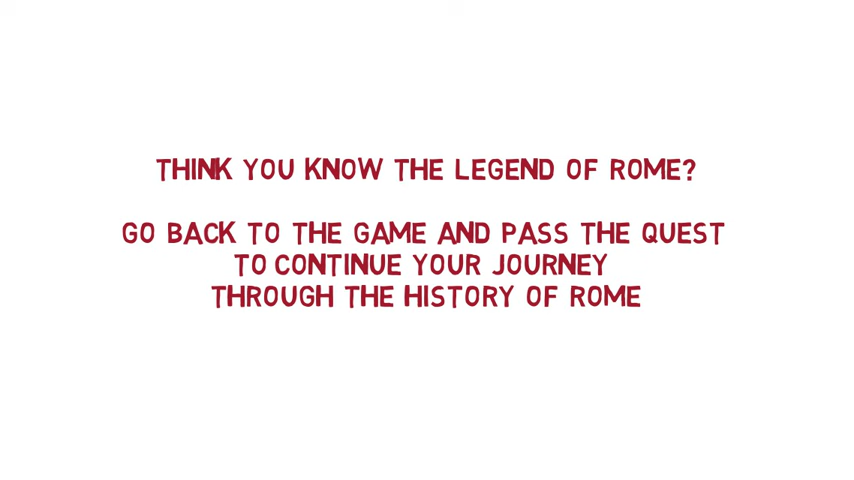 THINK YOU KNOW THE LEGEND OF ROME?
GO BACK TO THE GAME AND PASS THE QUEST
TO CONTINUE YOUR JOURNEY
THROUGH THE HISTORY OF ROME